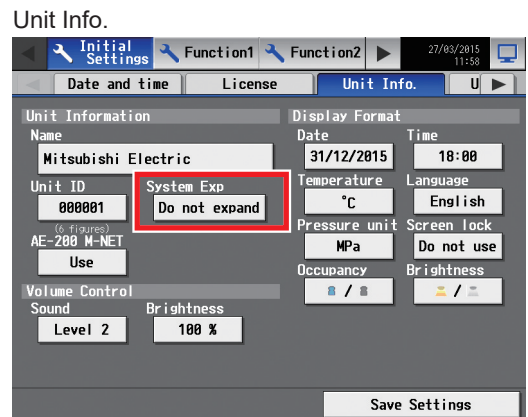 Unit Info.
Initial Settings Function1 Function2 27/03/2015 11:58
Date and time License Unit Info. U
Unit Information
Name
Mitsubishi Electric
Unit ID System Exp
000001 Do not expand
(6 figures)
AE-200 M-NET
Use
Volume Control
Sound Brightness
Level 2 100 %
Display Format
Date Time
31/12/2015 18:00
Temperature Language
°C English
Pressure unit Screen lock
MPa Do not use
Occupancy Brightness
/ /
Save Settings